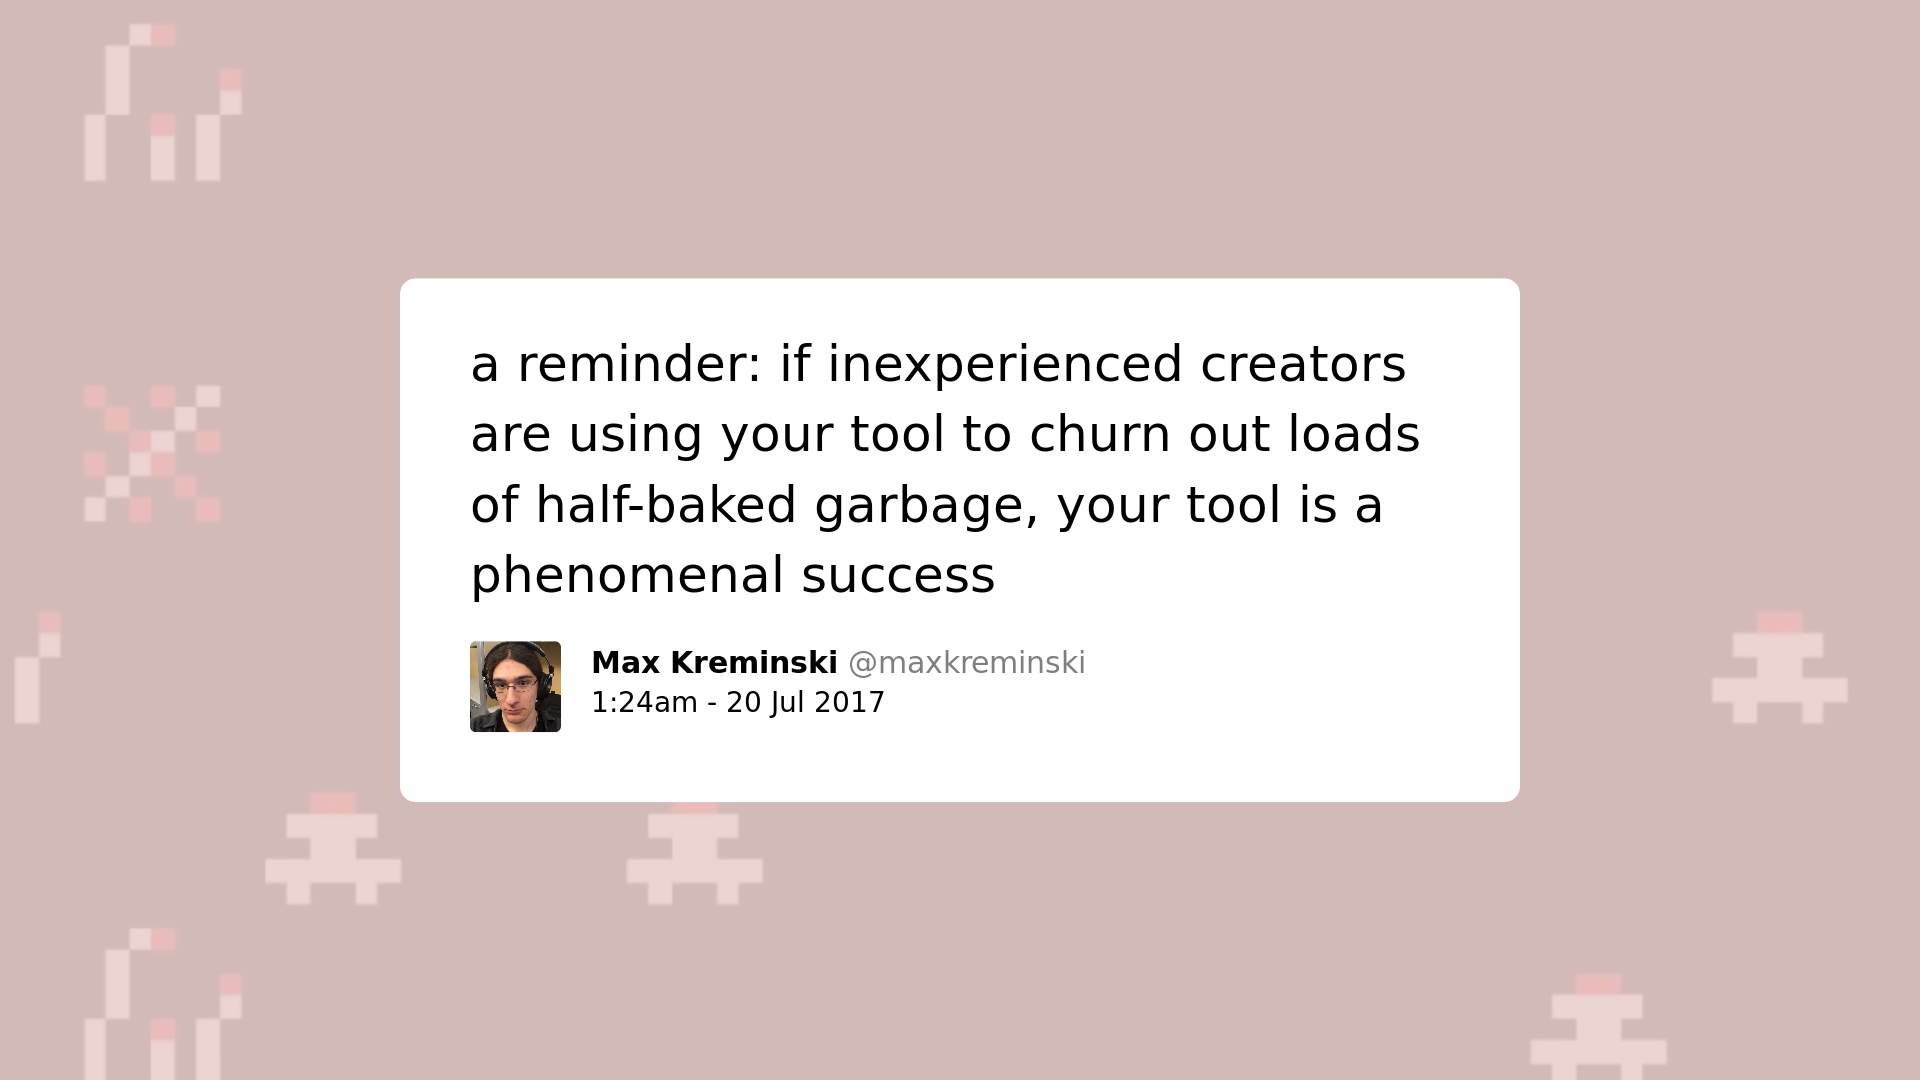 a reminder: if inexperienced creators
are using your tool to churn out loads
of half-baked garbage, your tool is a
phenomenal success
Max Kreminski @maxkreminski
1:24am - 20 Jul 2017